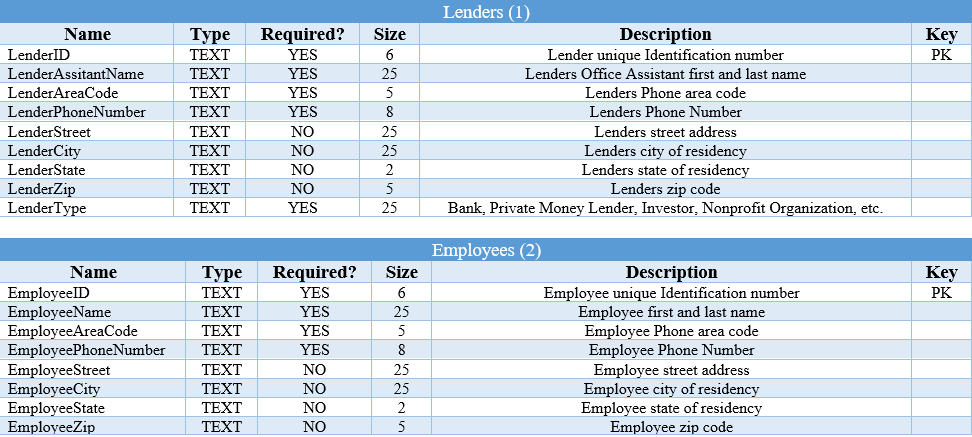 Lenders (1)
Name Type Required? Size Description Key
LenderID TEXT YES 6 Lender unique Identification number PK
LenderAssitantName TEXT YES 25 Lenders Office Assistant first and last name
LenderAreaCode TEXT YES 5 Lenders Phone area code
LenderPhoneNumber TEXT YES 8 Lenders Phone Number
LenderStreet TEXT NO 25 Lenders street address
LenderCity TEXT NO 25 Lenders city of residency
LenderState TEXT NO 2 Lenders state of residency
LenderZip TEXT NO 5 Lenders zip code
LenderType TEXT YES 25 Bank, Private Money Lender, Investor, Nonprofit Organization, etc.
Employees (2)
Name Type Required? Size Description Key
EmployeeID TEXT YES 6 Employee unique Identification number PK
EmployeeName TEXT YES 25 Employee first and last name
EmployeeAreaCode TEXT YES 5 Employee Phone area code
EmployeePhoneNumber TEXT YES 8 Employee Phone Number
EmployeeStreet TEXT NO 25 Employee street address
EmployeeCity TEXT NO 25 Employee city of residency
EmployeeState TEXT NO 2 Employee state of residency
EmployeeZip TEXT NO 5 Employee zip code